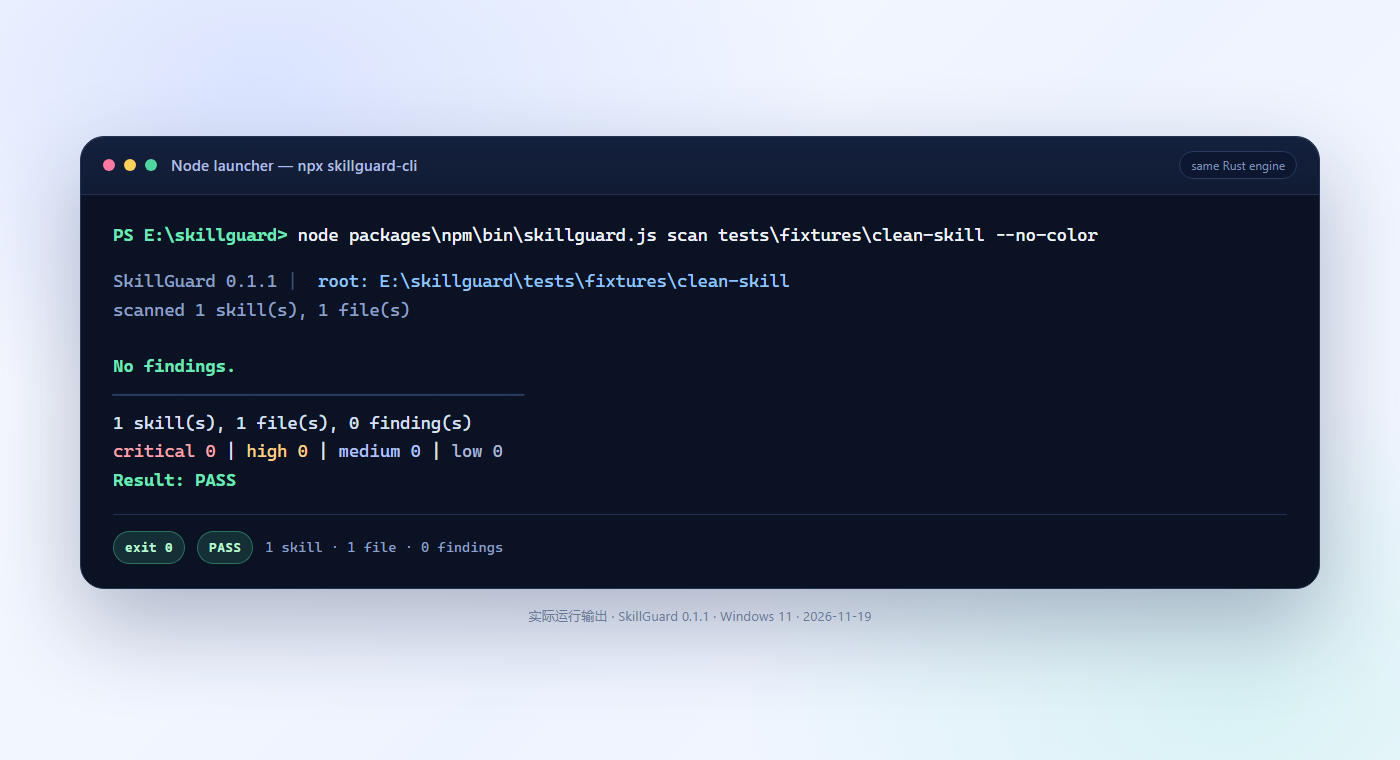 Node launcher — npx skillguard-cli
same Rust engine
PS E:\skillguard> node packages\npm\bin\skillguard.js scan tests\fixtures\clean-skill --no-color
SkillGuard 0.1.1 | root: E:\skillguard\tests\fixtures\clean-skill
scanned 1 skill(s), 1 file(s)
No findings.
1 skill(s), 1 file(s), 0 finding(s)
critical 0 | high 0 | medium 0 | low 0
Result: PASS
exit 0
PASS
1 skill · 1 file · 0 findings
实际运行输出 · SkillGuard 0.1.1 · Windows 11 · 2026-11-19